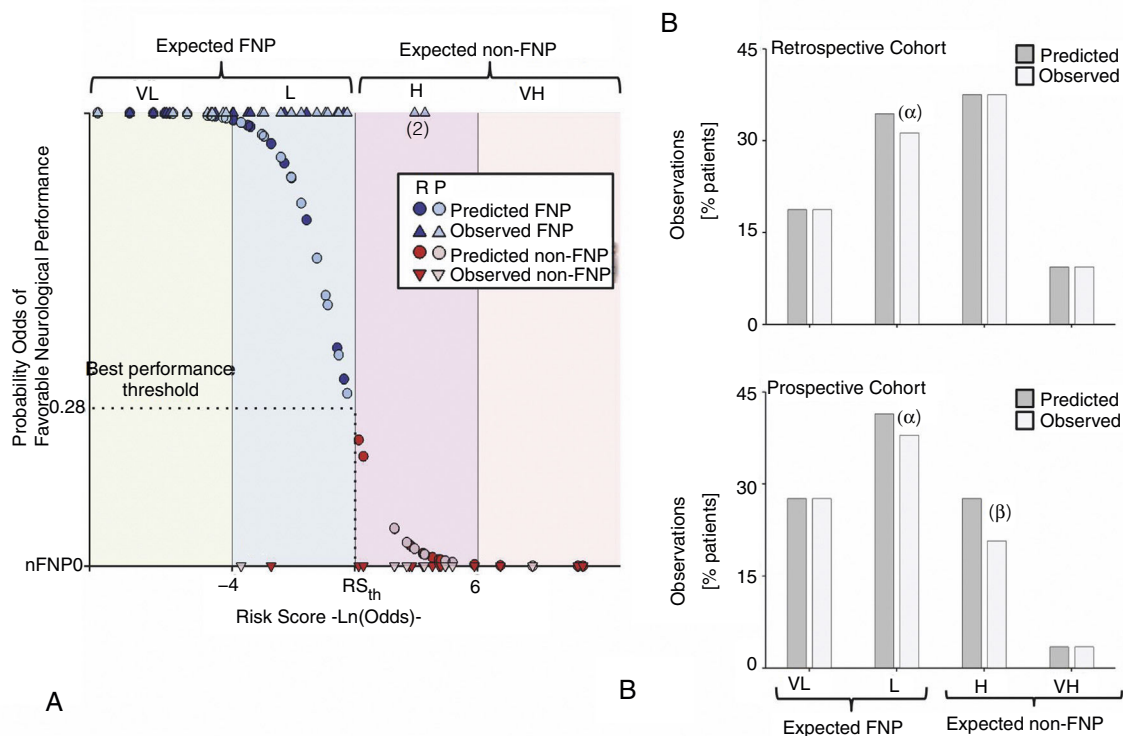 Expected FNP
Expected non-FNP
VL
L
H
VH
(2)
R P
Predicted FNP
Observed FNP
Predicted non-FNP
Observed non-FNP
Probability Odds of
Favorable Neurological Performance
Best performance
threshold
0.28
nFNP0
−4
RSth
6
Risk Score -Ln(Odds)-
A
B
Retrospective Cohort
Predicted
Observed
45
30
15
0
(α)
Observations
[% patients]
Prospective Cohort
Predicted
Observed
45
30
15
0
(α)
(β)
Observations
[% patients]
VL
L
H
VH
Expected FNP
Expected non-FNP
B